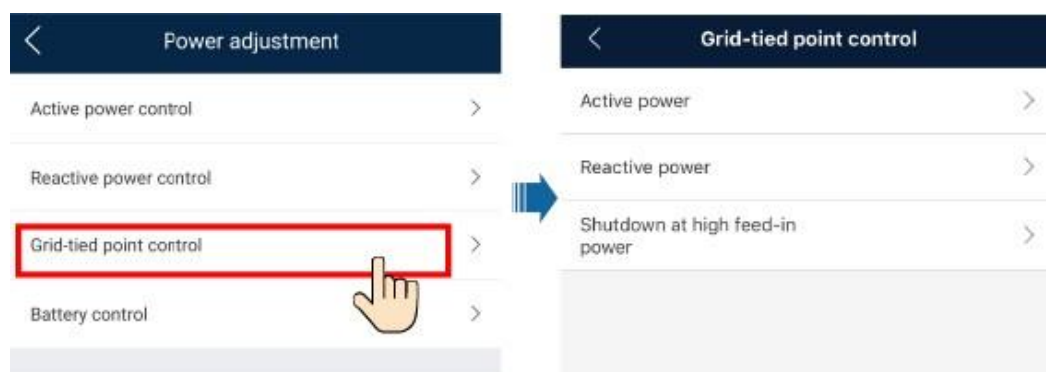 Power adjustment
Active power control
Reactive power control
Grid-tied point control
Battery control
Grid-tied point control
Active power
Reactive power
Shutdown at high feed-in
power